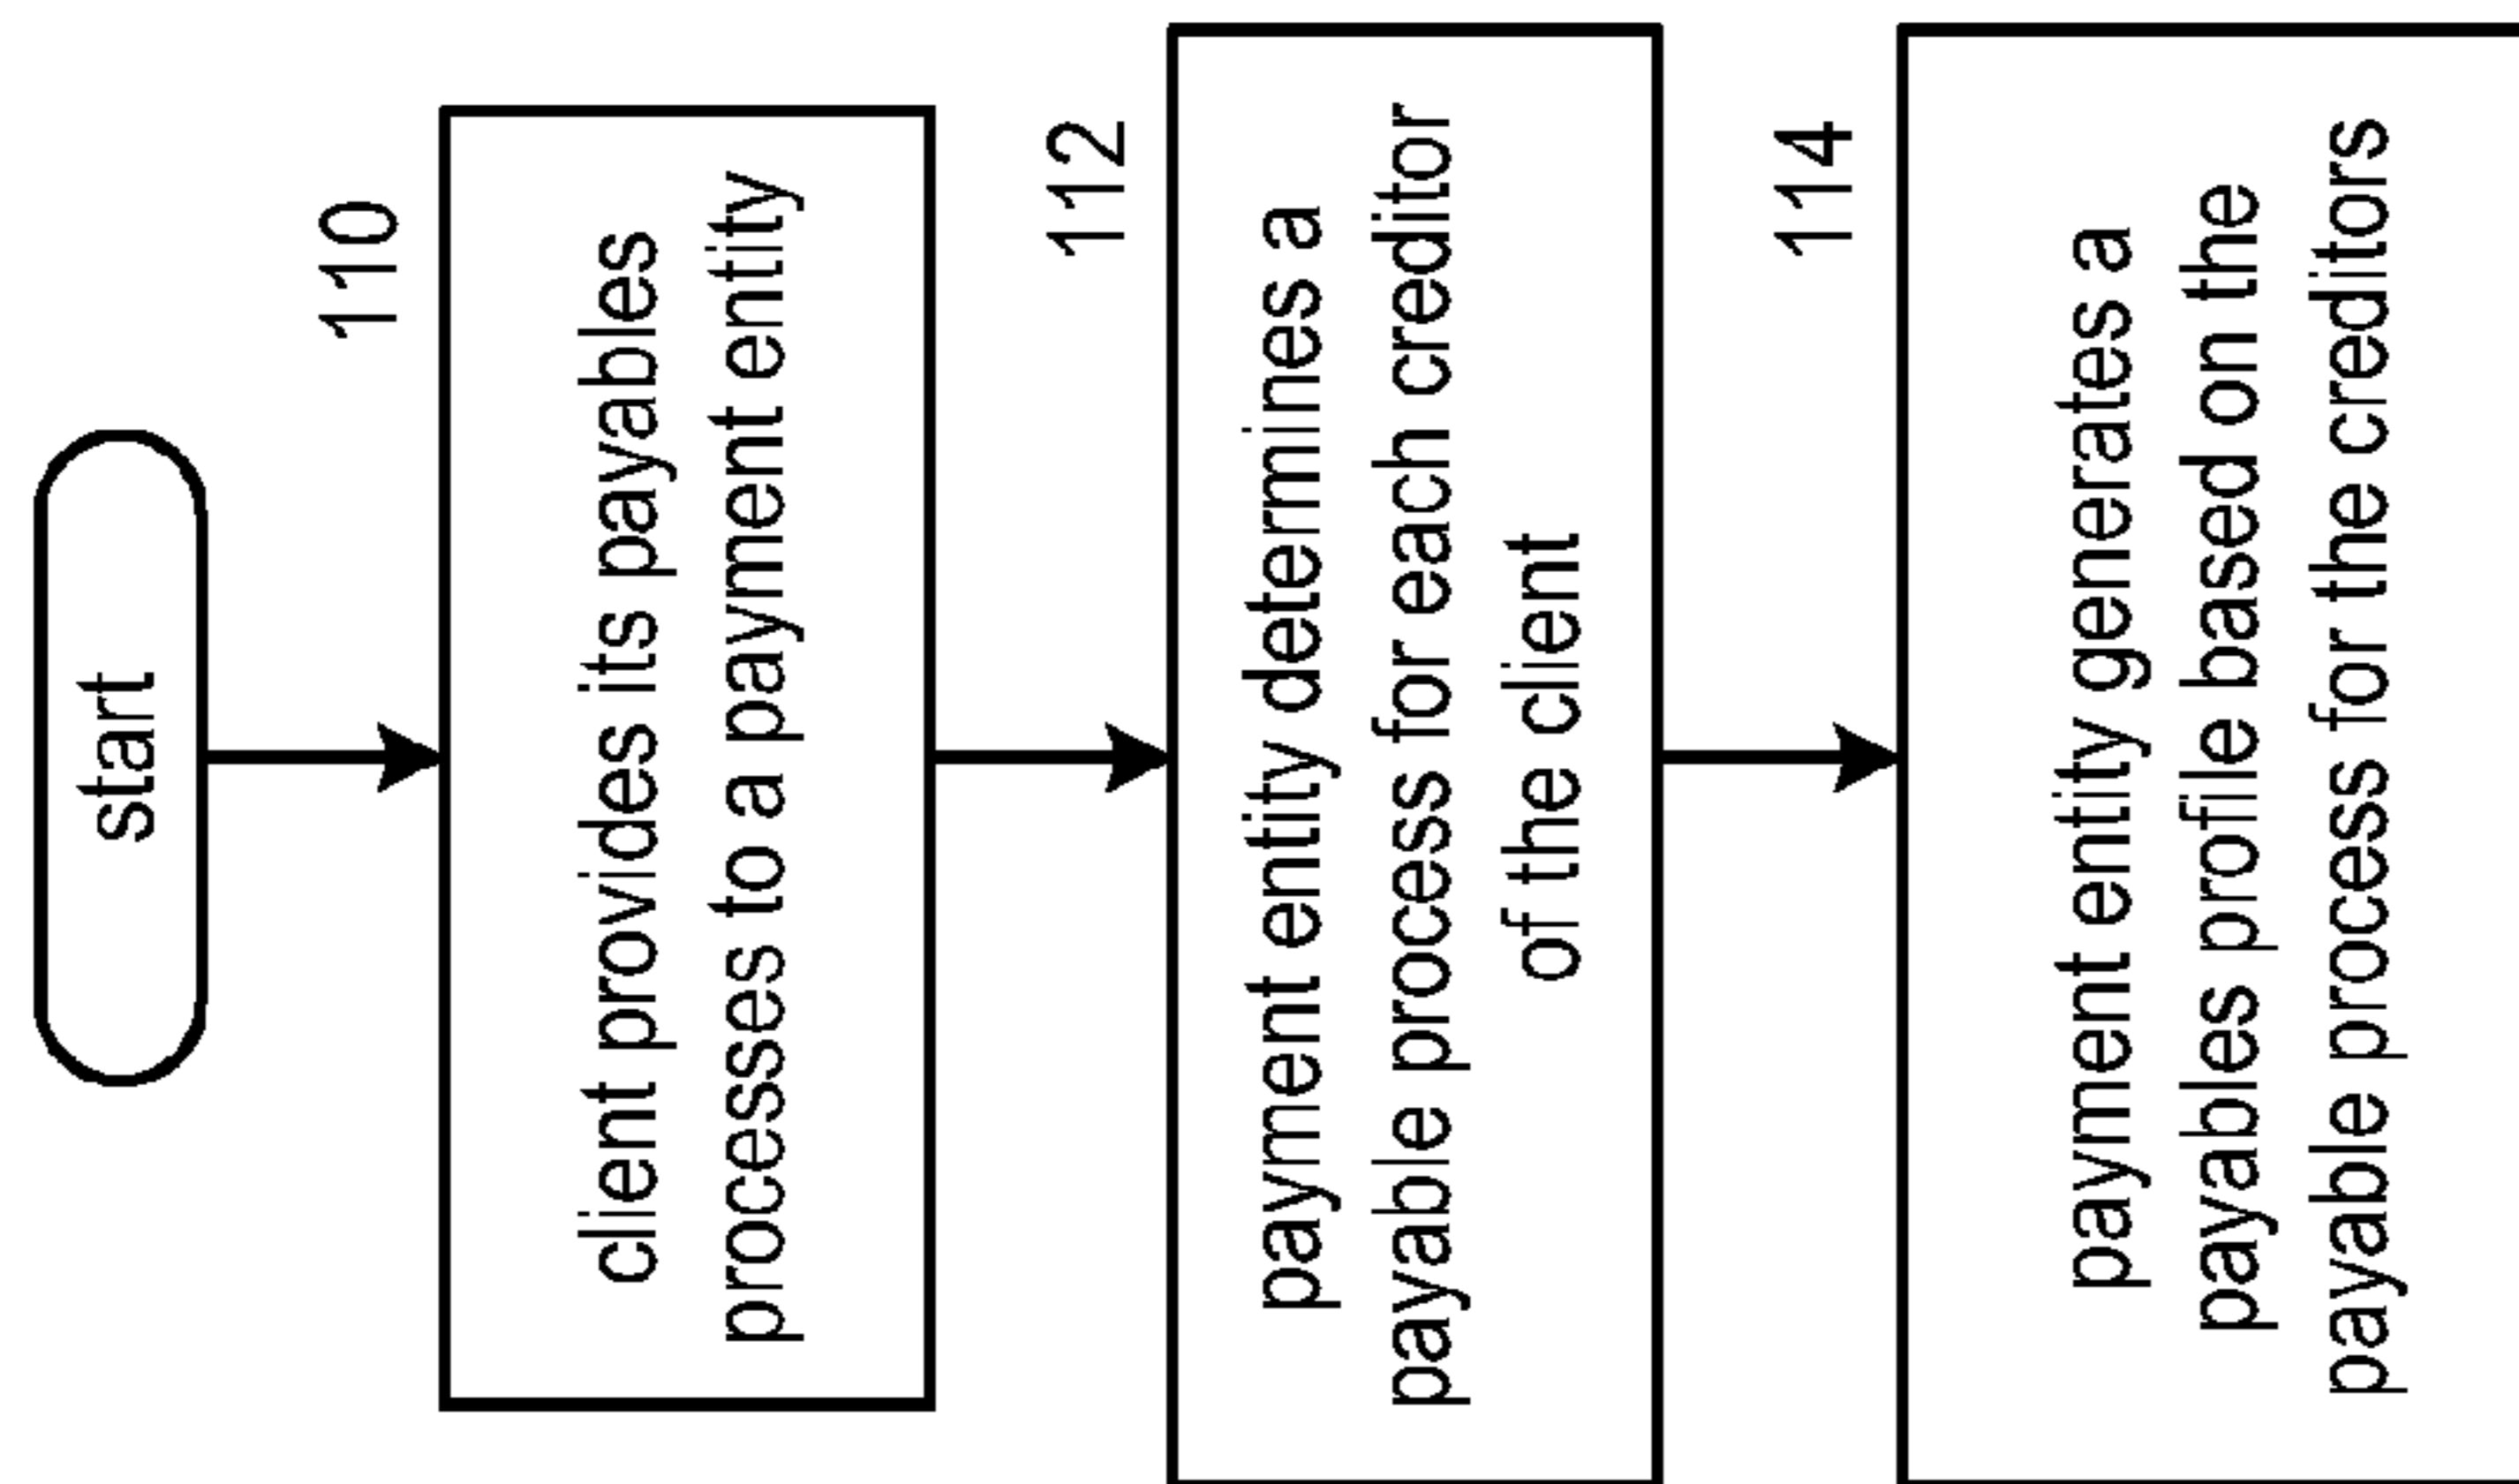 start
110
client provides its payables
processes to a payment entity
112
payment entity determines a
payable process for each creditor
of the client
114
payment entity generates a
payables profile based on the
payable process for the creditors